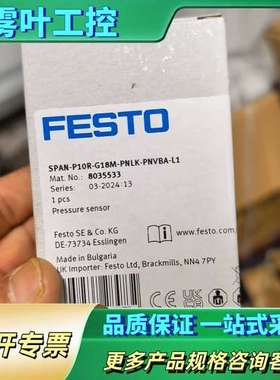 雾叶工控
FESTO
SPAN-P10R-G18M-PNLK-PNVBA-L1
Mat. No.: 8035533
Series: 03-2024:13
1 pcs
Pressure sensor
Festo SE & Co. KG
DE-73734 Esslingen
www.festo.com
Made in Bulgaria
UK Importer: Festo Ltd, Brackmills, NN4 7PY
可开专票
品质保证 一站式采
更多产品规格咨询客